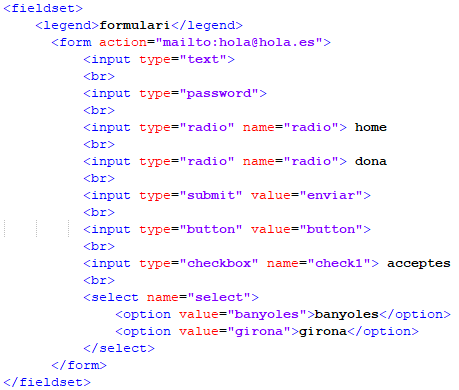 <fieldset>
<legend>formulari</legend>
<form action="mailto:hola@hola.es">
<input type="text">
<br>
<input type="password">
<br>
<input type="radio" name="radio"> home
<br>
<input type="radio" name="radio"> dona
<br>
<input type="submit" value="enviar">
<br>
<input type="button" value="button">
<br>
<input type="checkbox" name="check1"> acceptes
<br>
<select name="select">
<option value="banyoles">banyoles</option>
<option value="girona">girona</option>
</select>
</form>
</fieldset>